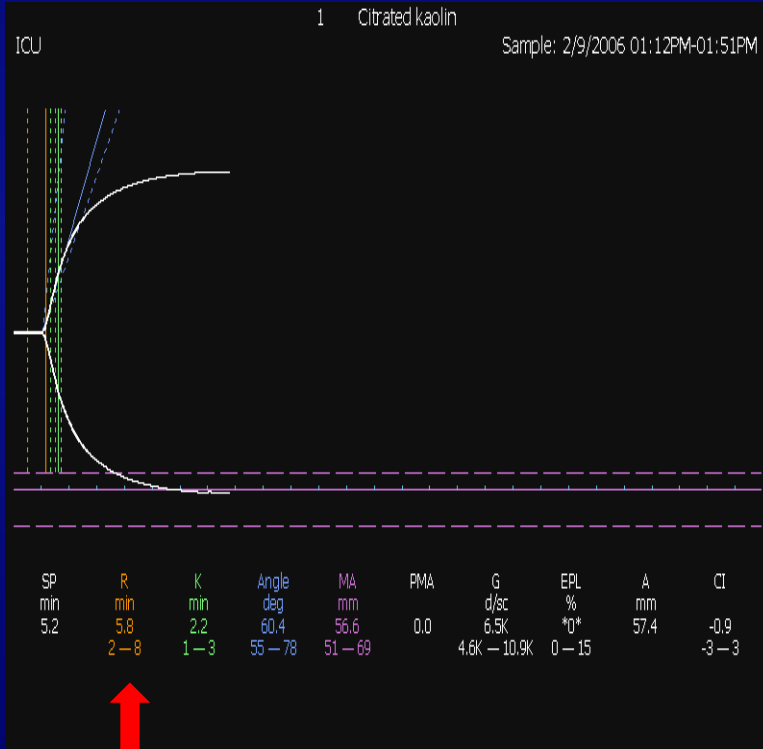 1 Citrated kaolin
ICU
Sample: 2/9/2006 01:12PM-01:51PM
SP R K Angle MA PMA G EPL A CI
min min min deg mm d/sc % mm
5.2 5.8 2.2 60.4 56.6 0.0 6.5K *0* 57.4 -0.9
2 — 8 1 — 3 55 — 78 51 — 69 4.6K — 10.9K 0 — 15 -3 — 3